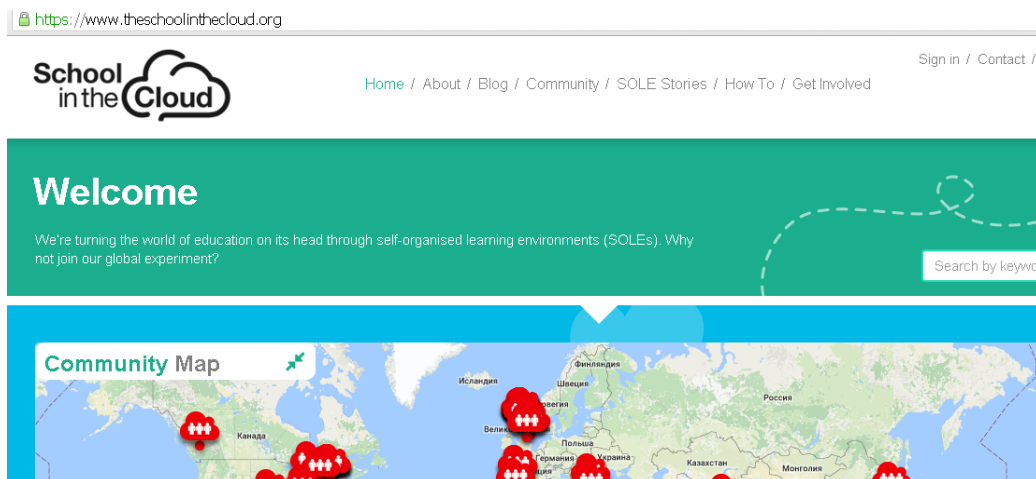 https://www.theschoolinthecloud.org
School
in the Cloud
Sign in / Contact /
Home / About / Blog / Community / SOLE Stories / How To / Get Involved
Welcome
We're turning the world of education on its head through self-organised learning environments (SOLEs). Why
not join our global experiment?
Search by keywo
Community Map
Финляндия
Исландия
Швеция
Россия
Канада
Польша
Германия
Украина
Казахстан
Монголия